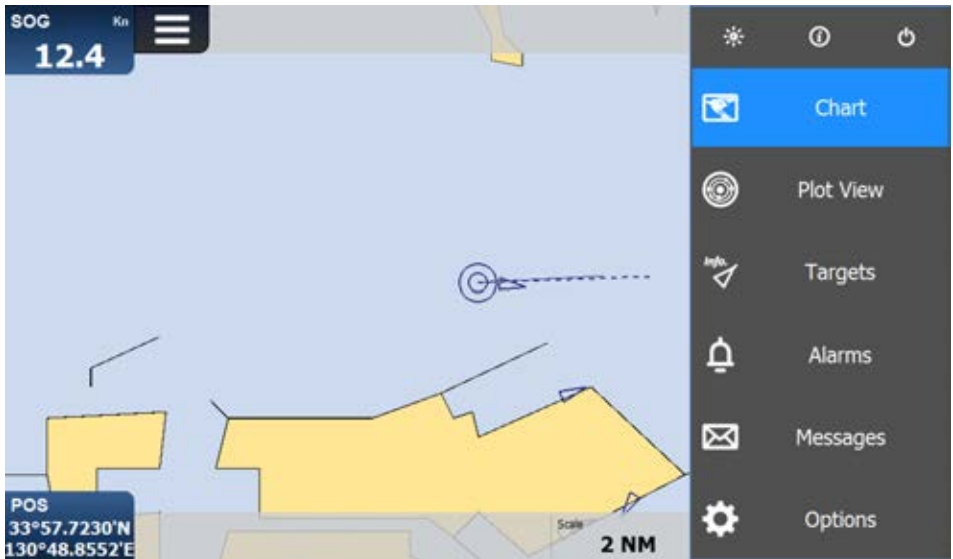 SOG Kn
12.4
Chart
Plot View
Info.
Targets
Alarms
Messages
Options
POS
33°57.7230'N
130°48.8552'E
Scale
2 NM